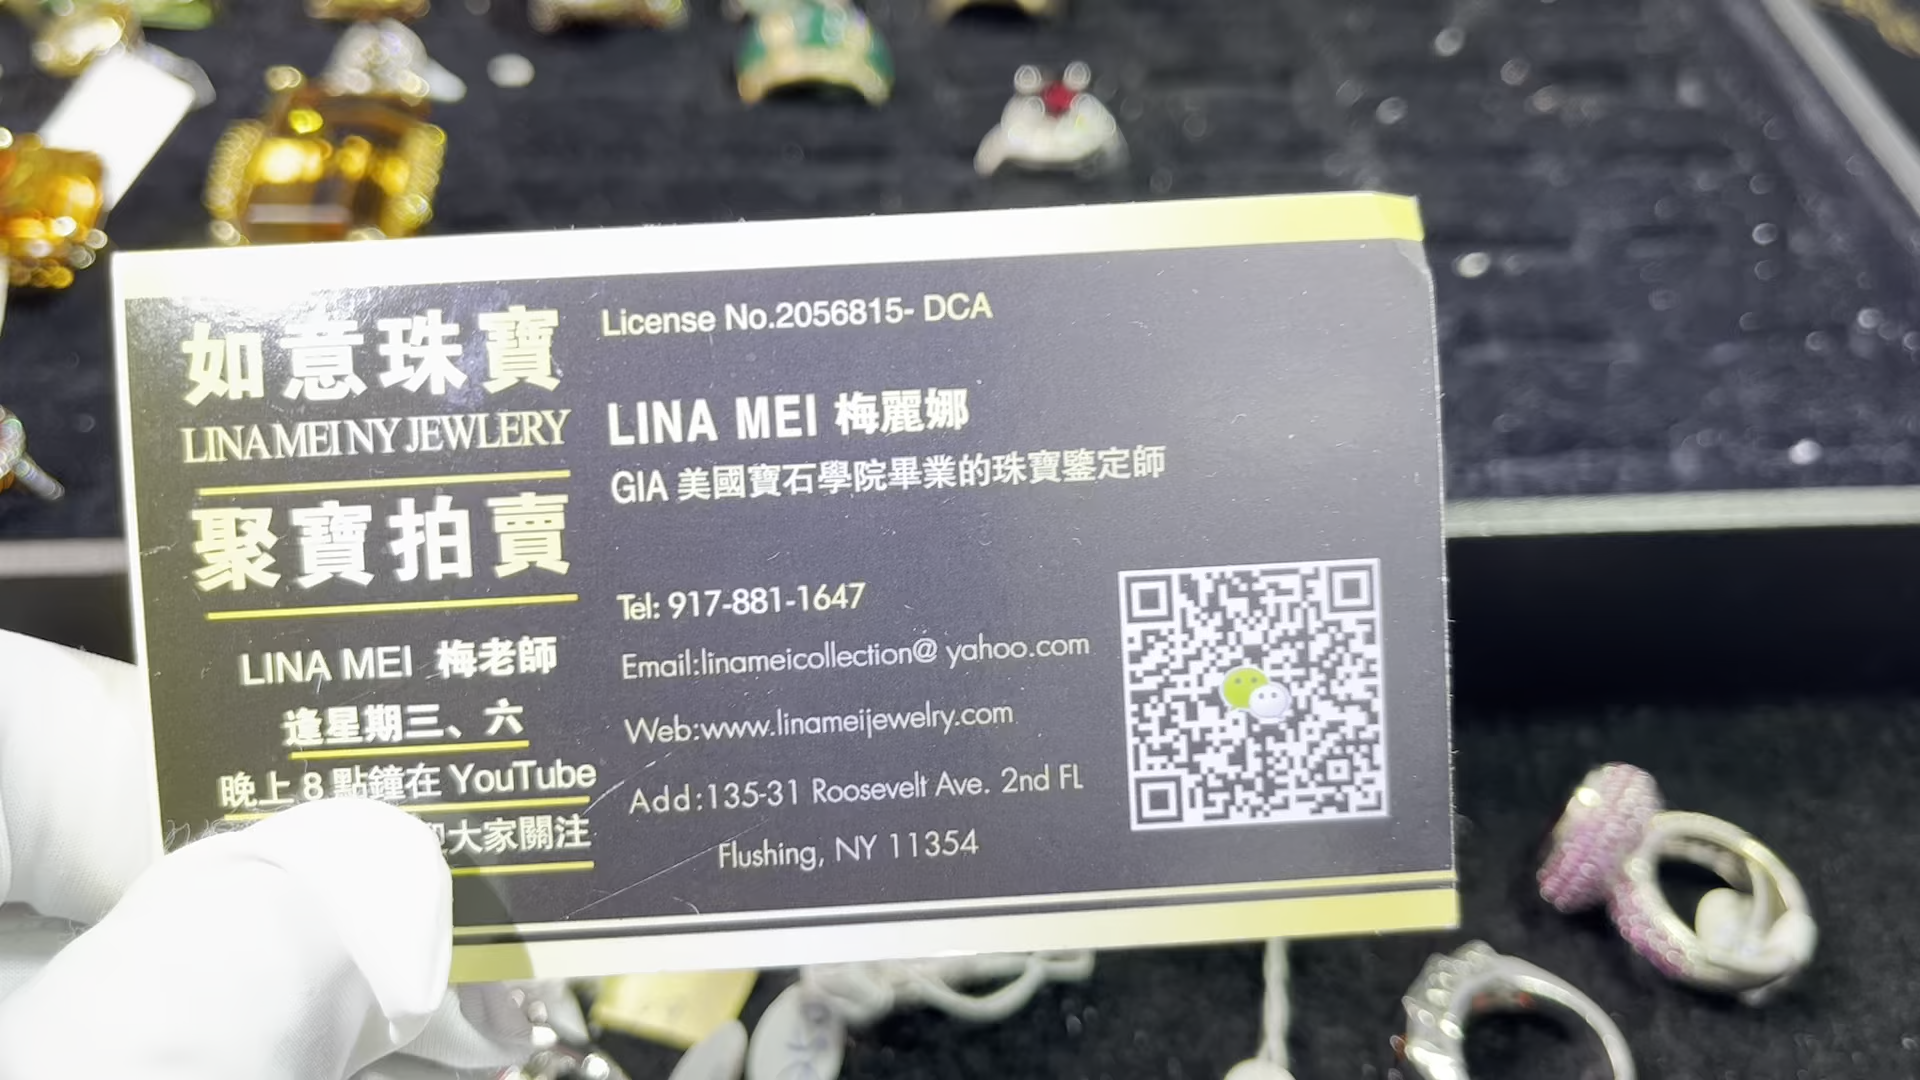 如意珠寶
LINA MEI NY JEWLERY
聚寶拍賣
LINA MEI 梅老師
逢星期三、六
晚上8點鐘在 YouTube
大家關注
License No.2056815- DCA
LINA MEI 梅麗娜
GIA 美國寶石學院畢業的珠寶鑒定師
Tel: 917-881-1647
Email:linameicollection@ yahoo.com
Web:www.linameijewelry.com
Add:135-31 Roosevelt Ave. 2nd FL
Flushing, NY 11354